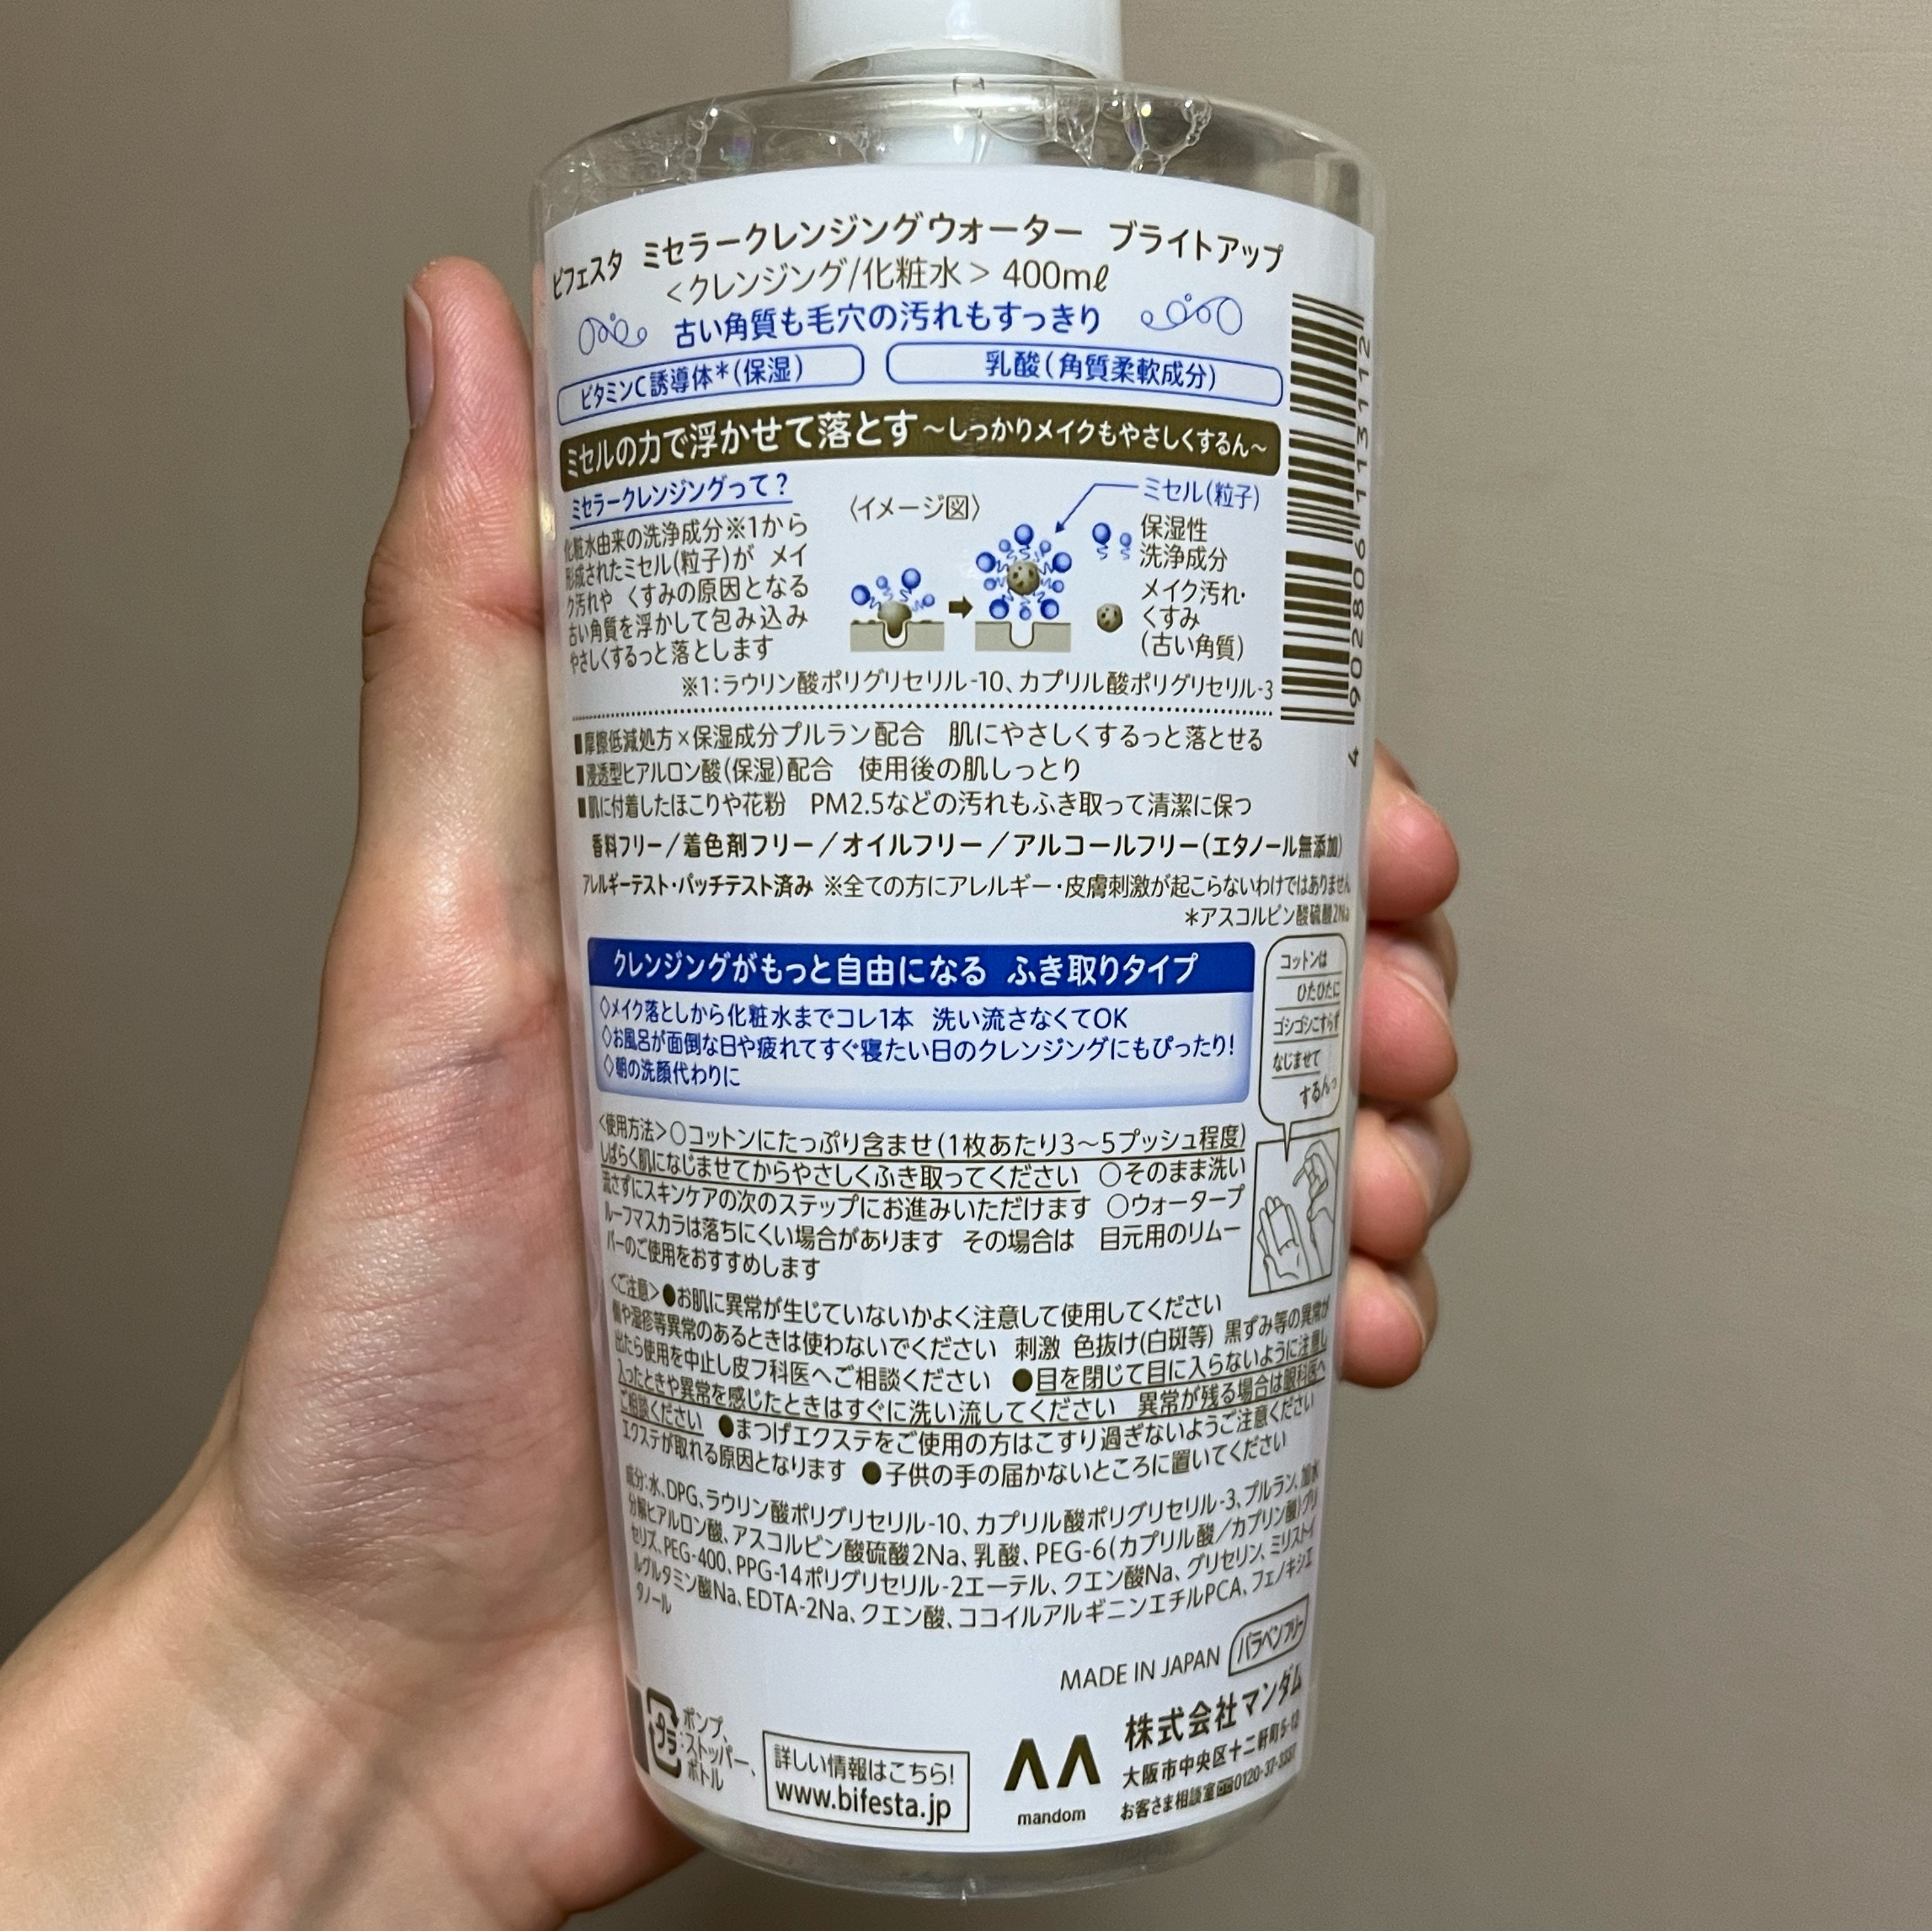 ビフェスタ ミセラークレンジングウォーター ブライトアップ
＜クレンジング/化粧水＞ 400mℓ
古い角質も毛穴の汚れもすっきり
ビタミンC誘導体*(保湿)
乳酸(角質柔軟成分)
ミセルの力で浮かせて落とす ～しっかりメイクもやさしくするん～
ミセラークレンジングって？
化粧水由来の洗浄成分※1から
形成されたミセル(粒子)が メイ
ク汚れや くすみの原因となる
古い角質を浮かして包み込み
やさしくするっと落とします
〈イメージ図〉
ミセル(粒子)
保湿性
洗浄成分
メイク汚れ・
くすみ
(古い角質)
※1：ラウリン酸ポリグリセリル-10、カプリル酸ポリグリセリル-3
4 902806 113112
■摩擦低減処方×保湿成分プルラン配合 肌にやさしくするっと落とせる
■浸透型ヒアルロン酸(保湿)配合 使用後の肌しっとり
■肌に付着したほこりや花粉 PM2.5などの汚れもふき取って清潔に保つ
香料フリー／着色剤フリー／オイルフリー／アルコールフリー(エタノール無添加)
アレルギーテスト・パッチテスト済み ※全ての方にアレルギー・皮膚刺激が起こらないわけではありません
*アスコルビン酸硫酸2Na
クレンジングがもっと自由になる ふき取りタイプ
◇メイク落としから化粧水までコレ1本 洗い流さなくてOK
◇お風呂が面倒な日や疲れてすぐ寝たい日のクレンジングにもぴったり!
◇朝の洗顔代わりに
コットンは
ひたひたに
ゴシゴシこすらず
なじませて
するんっ
＜使用方法＞○コットンにたっぷり含ませ(1枚あたり3～5プッシュ程度)
しばらく肌になじませてからやさしくふき取ってください ○そのまま洗い
流さずにスキンケアの次のステップにお進みいただけます ○ウォータープ
ルーフマスカラは落ちにくい場合があります その場合は 目元用のリムー
バーのご使用をおすすめします
＜ご注意＞●お肌に異常が生じていないかよく注意して使用してください
傷や湿疹等異常のあるときは使わないでください 刺激 色抜け(白斑等) 黒ずみ等の異常が
出たら使用を中止し皮フ科医へご相談ください ●目を閉じて目に入らないように注意し
入ったときや異常を感じたときはすぐに洗い流してください 異常が残る場合は眼科医へ
ご相談ください ●まつげエクステをご使用の方はこすり過ぎないようご注意ください
エクステが取れる原因となります ●子供の手の届かないところに置いてください
成分：水、DPG、ラウリン酸ポリグリセリル-10、カプリル酸ポリグリセリル-3、プルラン、加水
分解ヒアルロン酸、アスコルビン酸硫酸2Na、乳酸、PEG-6(カプリル酸／カプリン酸)グリ
セリズ、PEG-400、PPG-14ポリグリセリル-2エーテル、クエン酸Na、グリセリン、ミリストイ
ルグルタミン酸Na、EDTA-2Na、クエン酸、ココイルアルギニンエチルPCA、フェノキシエ
タノール
MADE IN JAPAN パラベンフリー
プラ
ポンプ、
ストッパー、
ボトル
詳しい情報はこちら!
www.bifesta.jp
mandom
株式会社マンダム
大阪市中央区十二軒町5-12
お客さま相談室 0120-37-3337